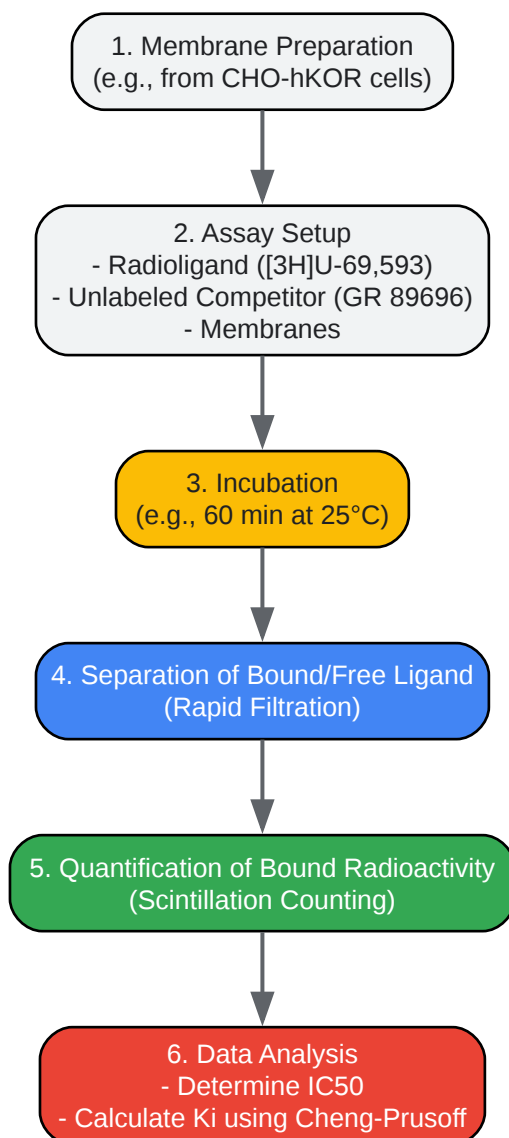 1. Membrane Preparation
(e.g., from CHO-hKOR cells)
2. Assay Setup
- Radioligand ([3H]U-69,593)
- Unlabeled Competitor (GR 89696)
- Membranes
3. Incubation
(e.g., 60 min at 25°C)
4. Separation of Bound/Free Ligand
(Rapid Filtration)
5. Quantification of Bound Radioactivity
(Scintillation Counting)
6. Data Analysis
- Determine IC50
- Calculate Ki using Cheng-Prusoff